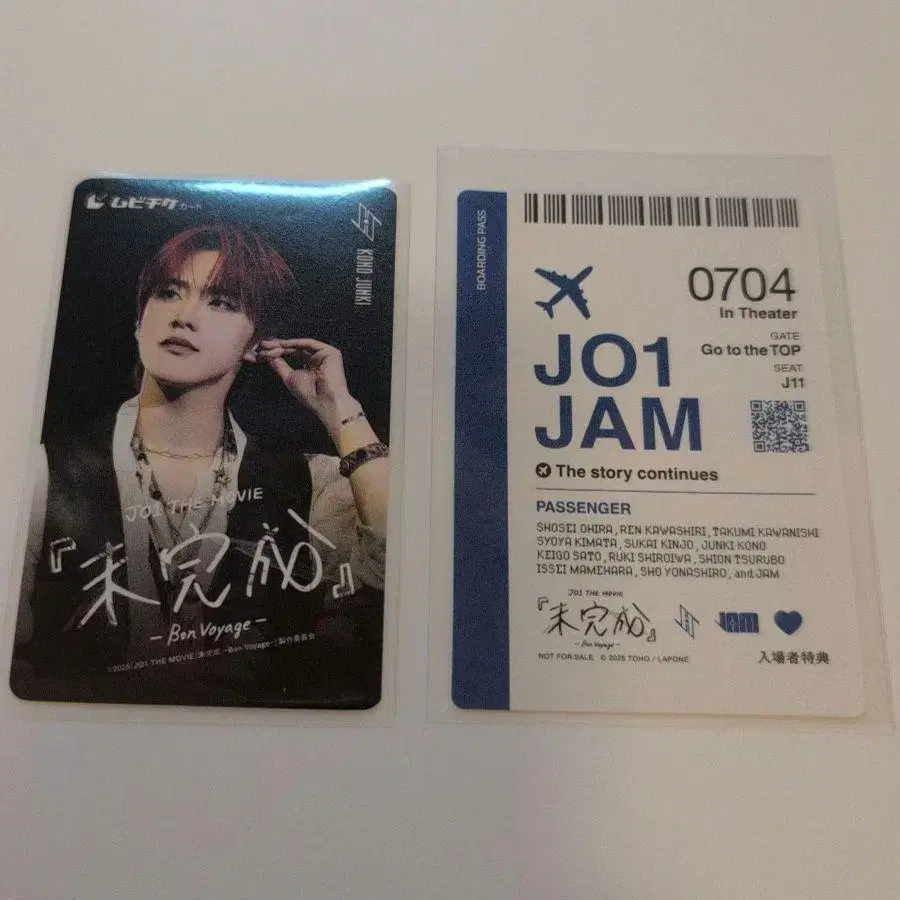 ムビチケカード
KONO JUNKI
JO1 THE MOVIE
『未完成』
- Bon Voyage -
©2025「JO1 THE MOVIE『未完成』-Bon Voyage-」製作委員会
BOARDING PASS
0704
In Theater
GATE
Go to the TOP
SEAT
J11
JO1
JAM
The story continues
PASSENGER
SHOSEI OHIRA, REN KAWASHIRI, TAKUMI KAWANISHI
SYOYA KIMATA, SUKAI KINJO, JUNKI KONO
KEIGO SATO, RUKI SHIROIWA, SHION TSURUBO
ISSEI MAMEHARA, SHO YONASHIRO, and JAM
JO1 THE MOVIE
『未完成』
- Bon Voyage -
JAM
NOT FOR SALE © 2025 TOHO / LAPONE
入場者特典